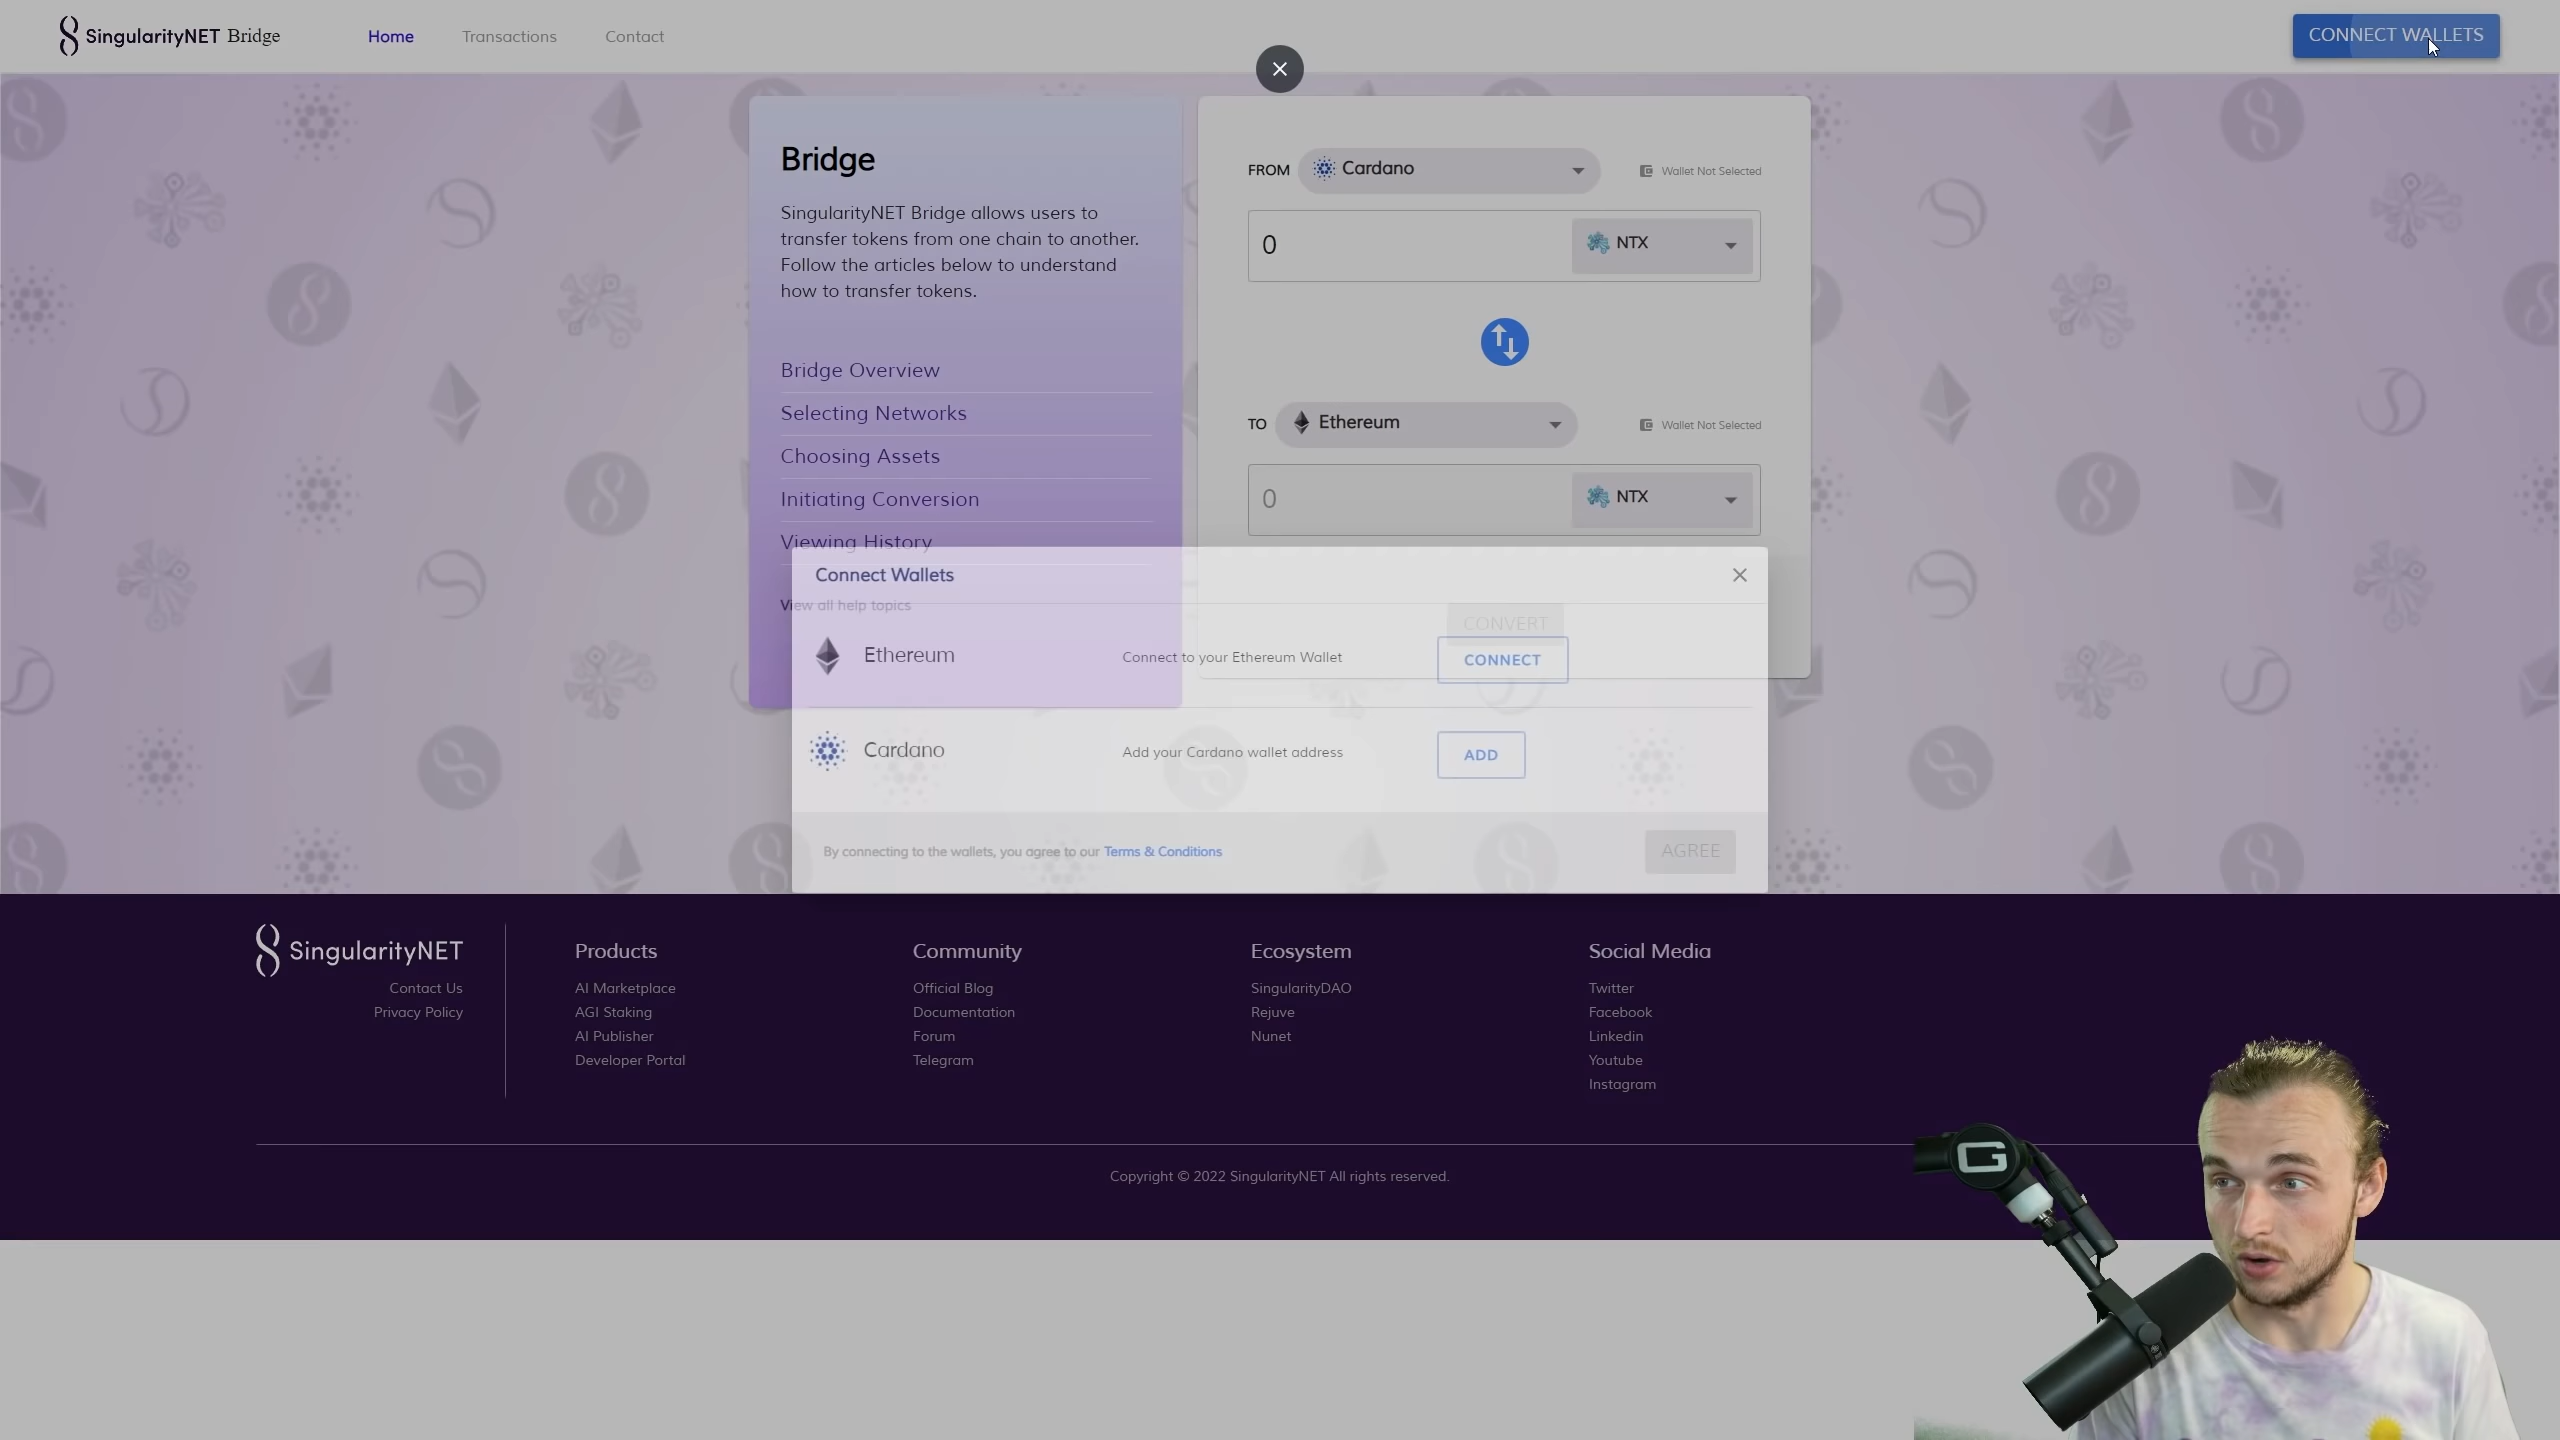 SingularityNET Bridge
Home
Transactions
Contact
CONNECT WALLETS
Bridge
SingularityNET Bridge allows users to
transfer tokens from one chain to another.
Follow the articles below to understand
how to transfer tokens.
Bridge Overview
Selecting Networks
Choosing Assets
Initiating Conversion
Viewing History
View all help topics
FROM
Cardano
Wallet Not Selected
0
NTX
TO
Ethereum
Wallet Not Selected
0
NTX
CONVERT
Connect Wallets
Ethereum
Connect to your Ethereum Wallet
CONNECT
Cardano
Add your Cardano wallet address
ADD
By connecting to the wallets, you agree to our Terms & Conditions
AGREE
SingularityNET
Contact Us
Privacy Policy
Products
AI Marketplace
AGI Staking
AI Publisher
Developer Portal
Community
Official Blog
Documentation
Forum
Telegram
Ecosystem
SingularityDAO
Rejuve
Nunet
Social Media
Twitter
Facebook
Linkedin
Youtube
Instagram
Copyright © 2022 SingularityNET All rights reserved.
G